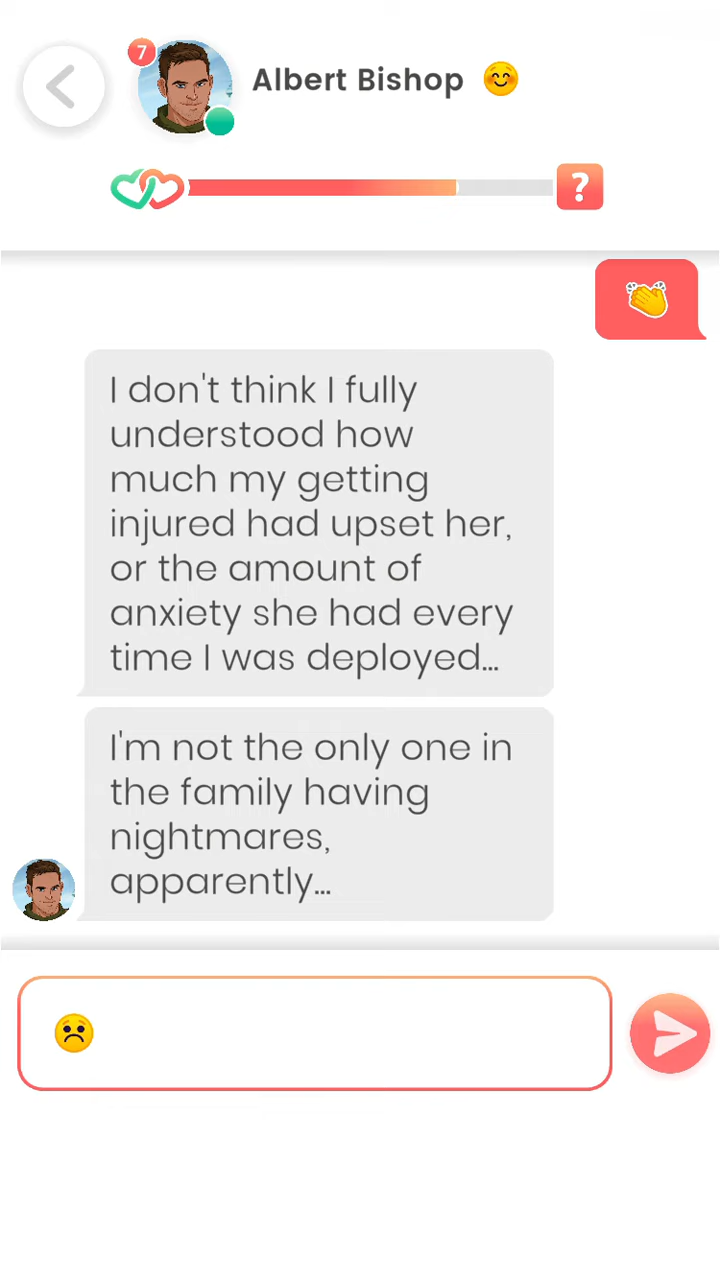 7
Albert Bishop 😊
?
👏
I don't think I fully
understood how
much my getting
injured had upset her,
or the amount of
anxiety she had every
time I was deployed...
I'm not the only one in
the family having
nightmares,
apparently...
☹️